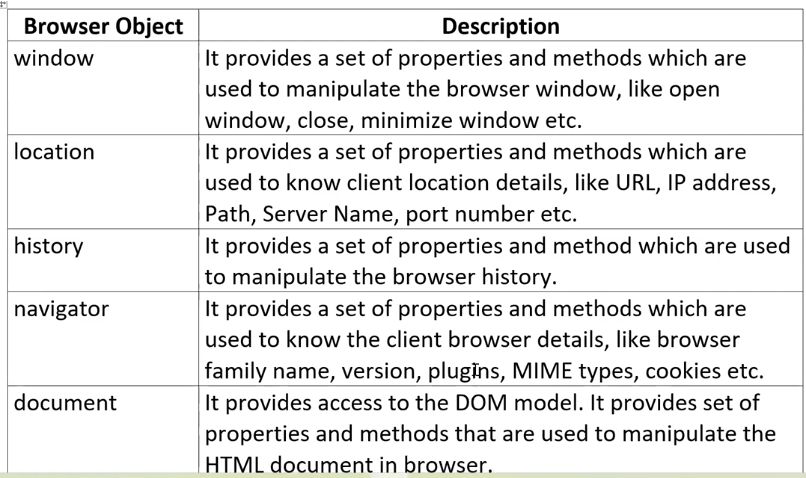 Browser Object Description
window It provides a set of properties and methods which are
used to manipulate the browser window, like open
window, close, minimize window etc.
location It provides a set of properties and methods which are
used to know client location details, like URL, IP address,
Path, Server Name, port number etc.
history It provides a set of properties and method which are used
to manipulate the browser history.
navigator It provides a set of properties and methods which are
used to know the client browser details, like browser
family name, version, plugins, MIME types, cookies etc.
document It provides access to the DOM model. It provides set of
properties and methods that are used to manipulate the
HTML document in browser.